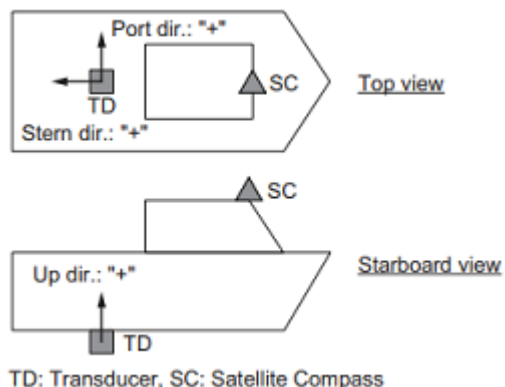 Port dir.: "+"
SC
Top view
TD
Stern dir.: "+"
SC
Starboard view
Up dir.: "+"
TD
TD: Transducer, SC: Satellite Compass